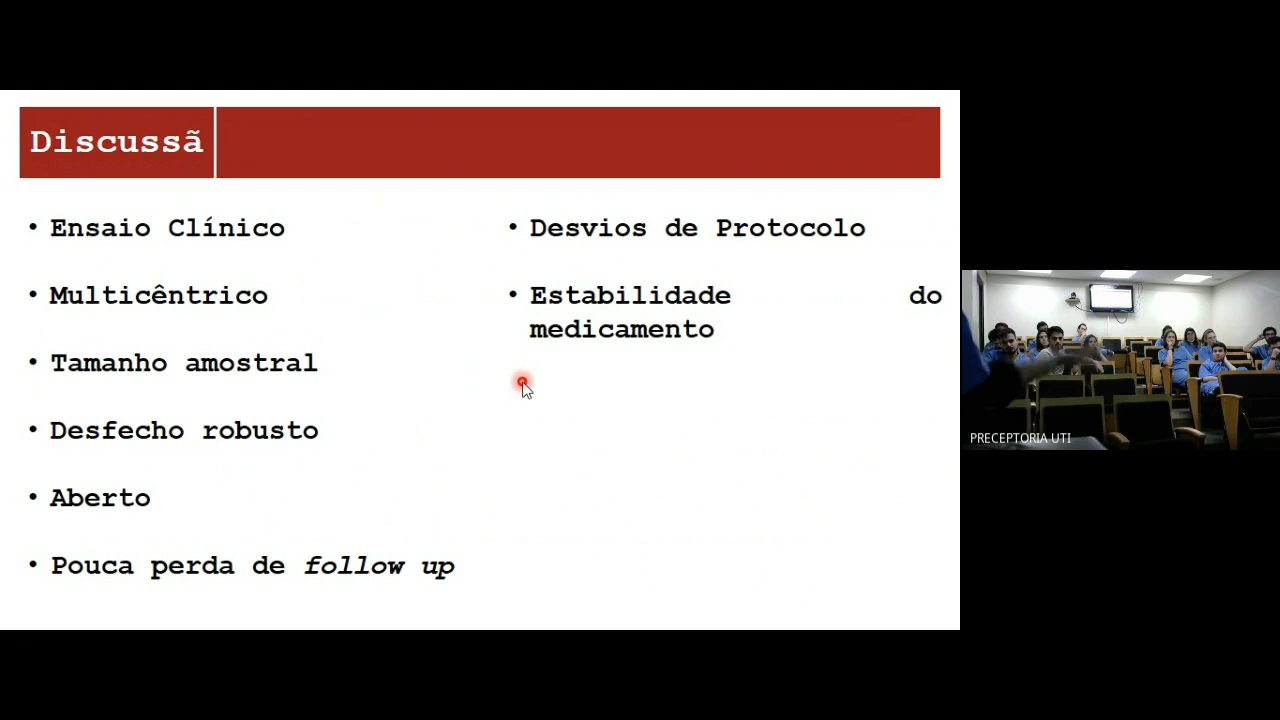 Discussã
• Ensaio Clínico
• Multicêntrico
• Tamanho amostral
• Desfecho robusto
• Aberto
• Pouca perda de follow up
• Desvios de Protocolo
• Estabilidade do
medicamento
PRECEPTORIA UTI